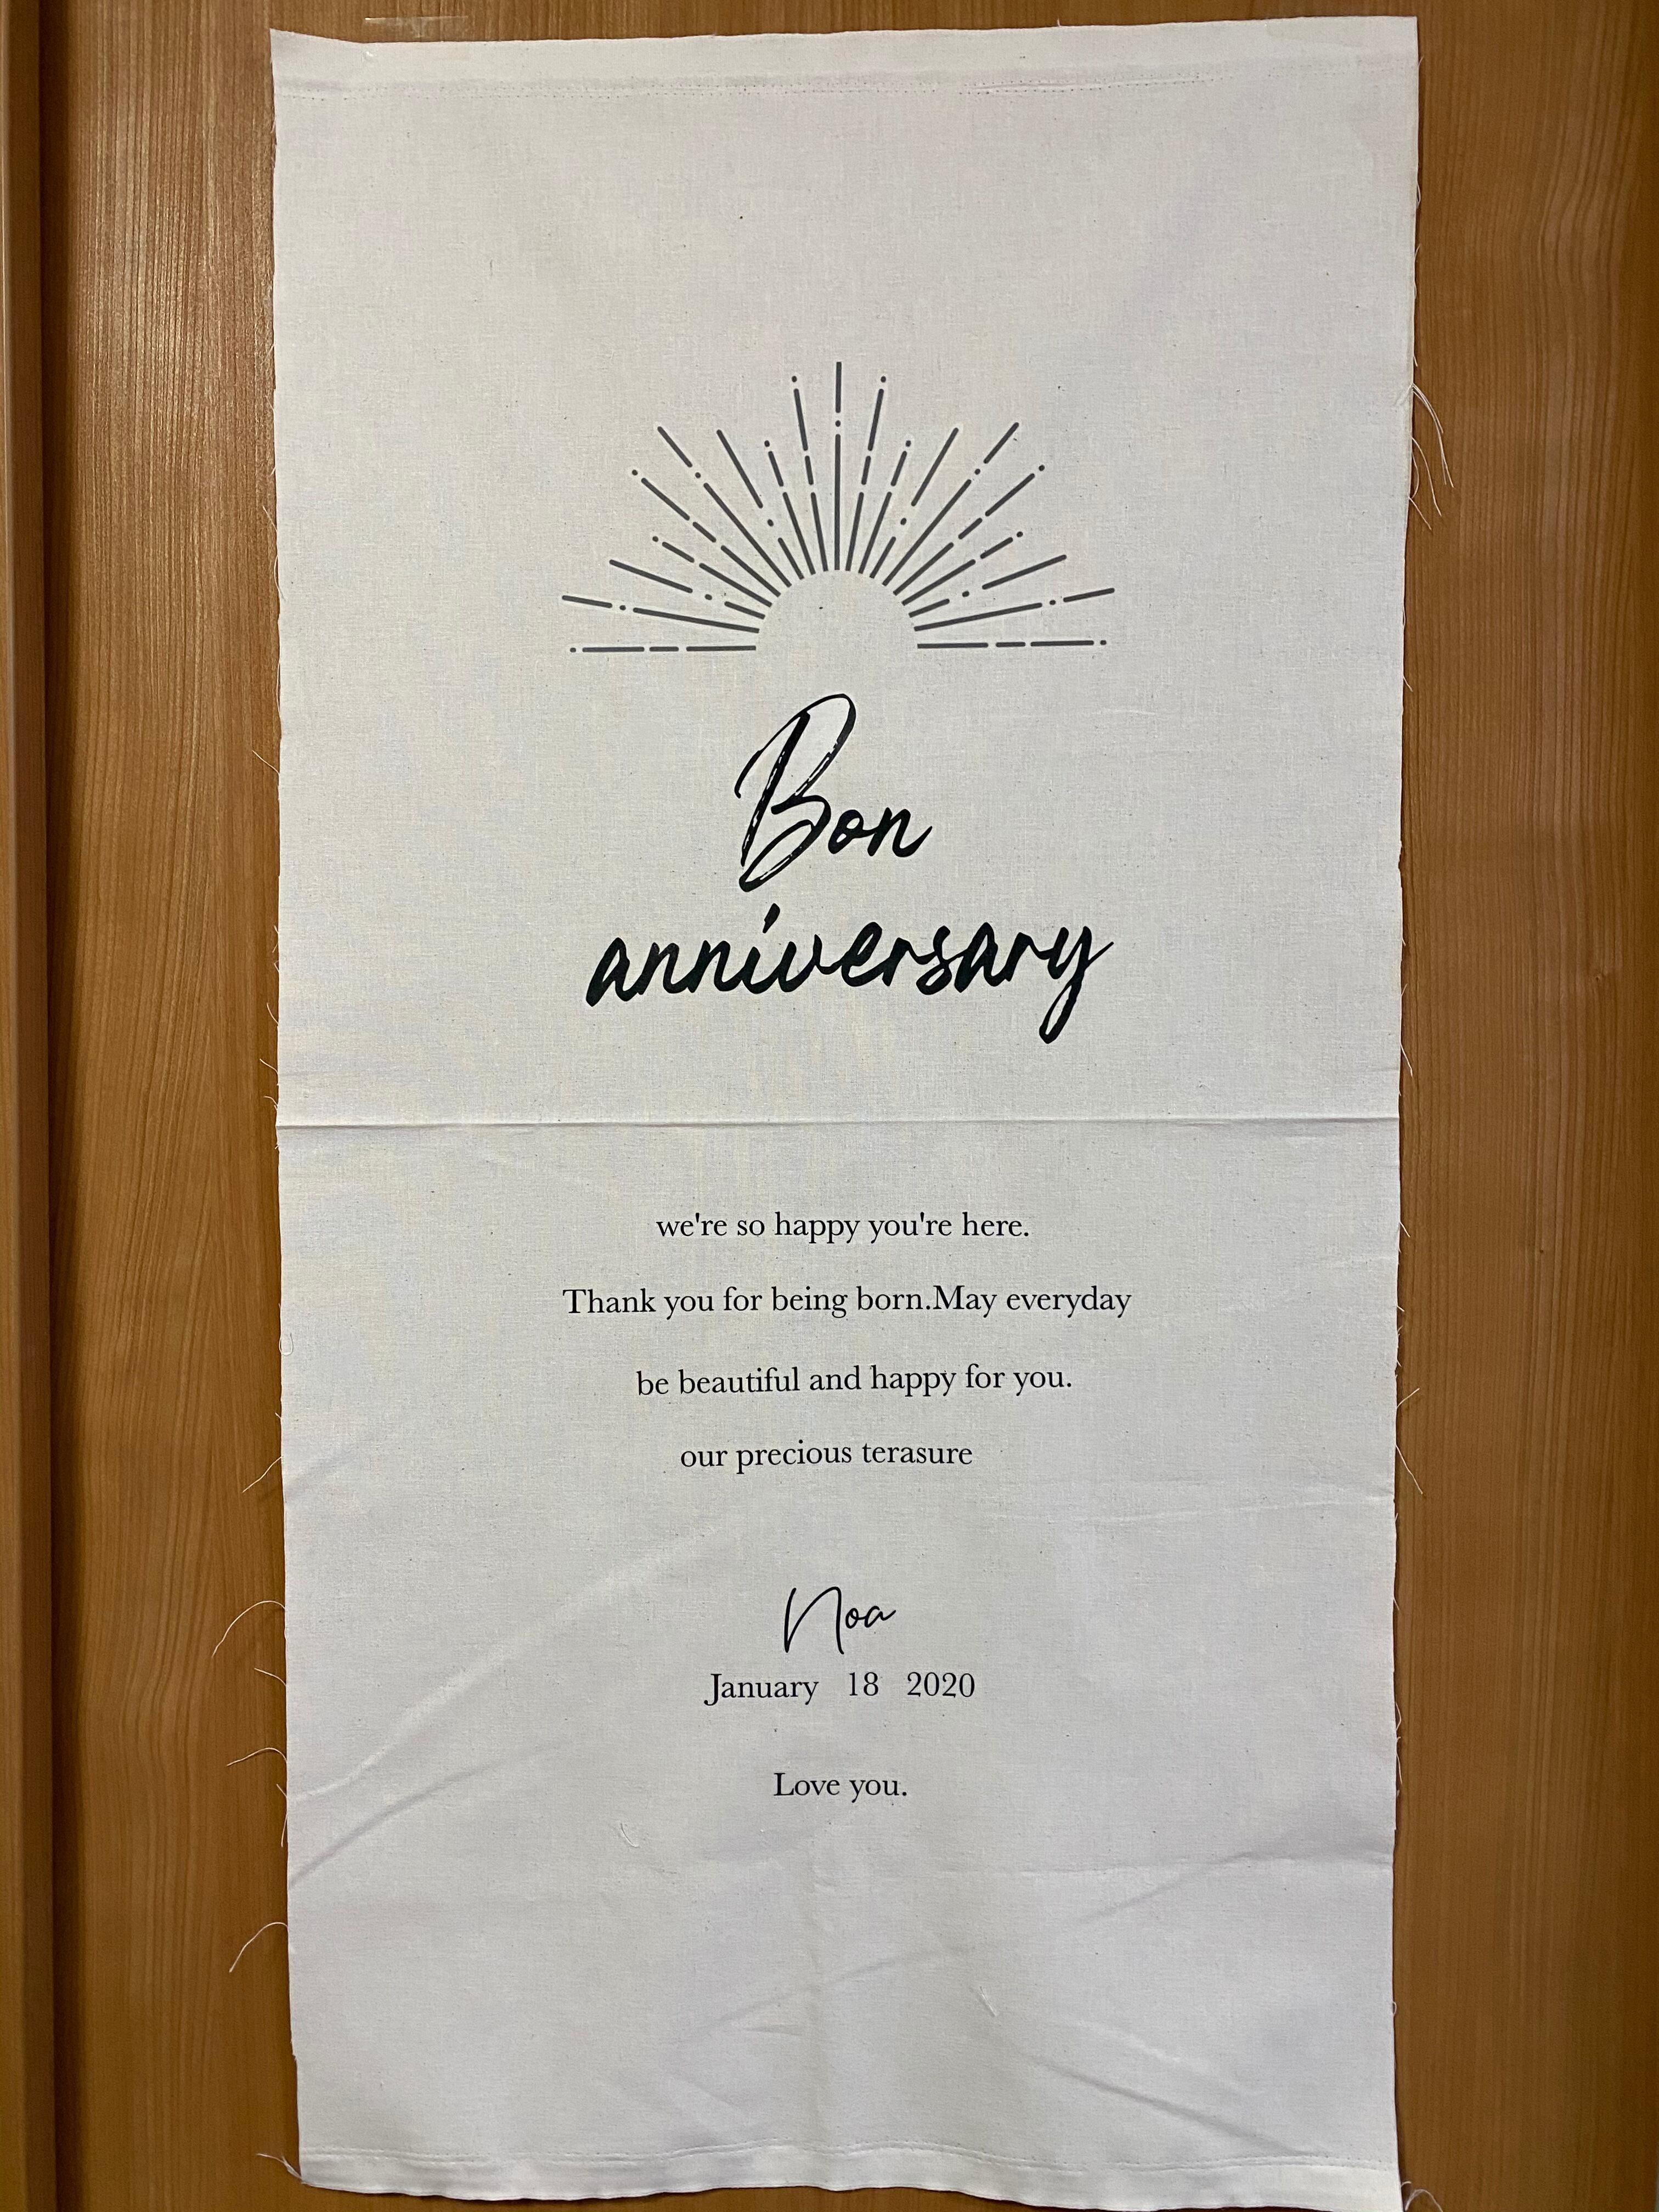 Bon
anniversary
we're so happy you're here.
Thank you for being born.May everyday
be beautiful and happy for you.
our precious terasure
Noa
January 18 2020
Love you.